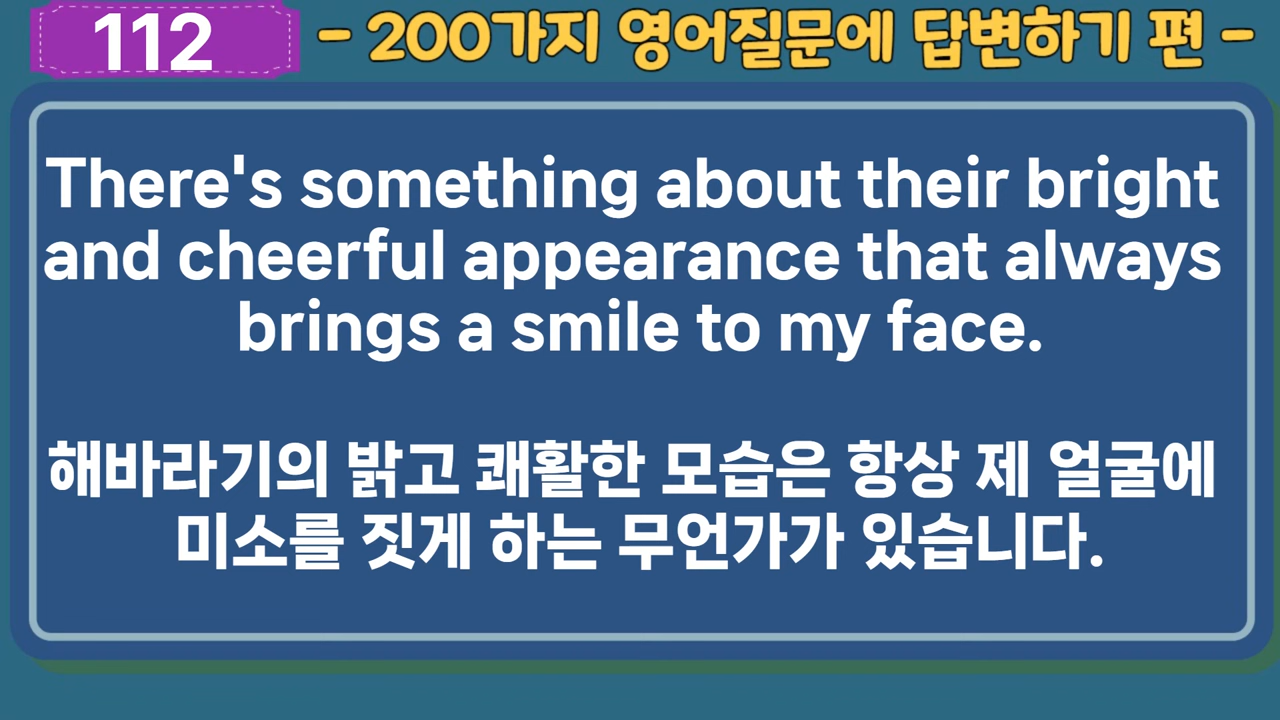 112
- 200가지 영어질문에 답변하기 편 -
There's something about their bright
and cheerful appearance that always
brings a smile to my face.
해바라기의 밝고 쾌활한 모습은 항상 제 얼굴에
미소를 짓게 하는 무언가가 있습니다.